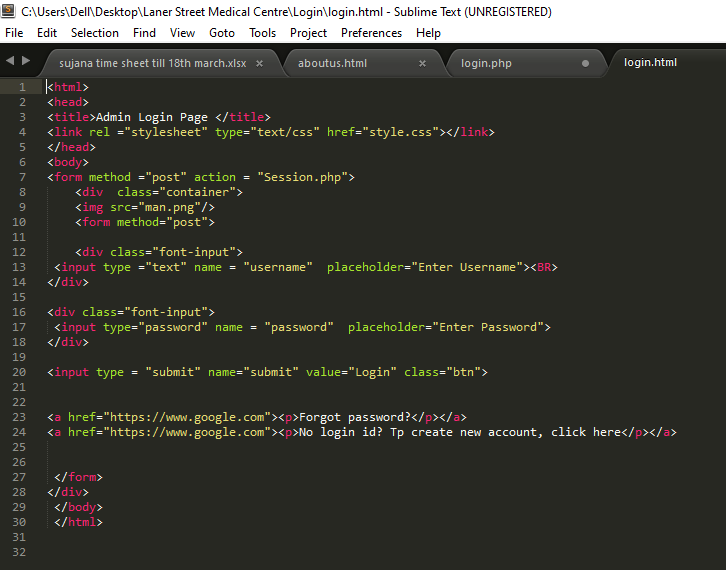 C:\Users\Dell\Desktop\Laner Street Medical Centre\Login\login.html - Sublime Text (UNREGISTERED)
File Edit Selection Find View Goto Tools Project Preferences Help
sujana time sheet till 18th march.xlsx × aboutus.html × login.php login.html
1 <html>
2 <head>
3 <title>Admin Login Page </title>
4 <link rel ="stylesheet" type="text/css" href="style.css"></link>
5 </head>
6 <body>
7 <form method ="post" action = "Session.php">
8     <div  class="container">
9     <img src="man.png"/>
10     <form method="post">
11
12     <div class="font-input">
13  <input type ="text" name = "username"  placeholder="Enter Username"><BR>
14 </div>
15
16 <div class="font-input">
17  <input type="password" name = "password"  placeholder="Enter Password">
18 </div>
19
20 <input type = "submit" name="submit" value="Login" class="btn">
21
22
23 <a href="https://www.google.com"><p>Forgot password?</p></a>
24 <a href="https://www.google.com"><p>No login id? Tp create new account, click here</p></a>
25
26
27  </form>
28 </div>
29  </body>
30  </html>
31
32